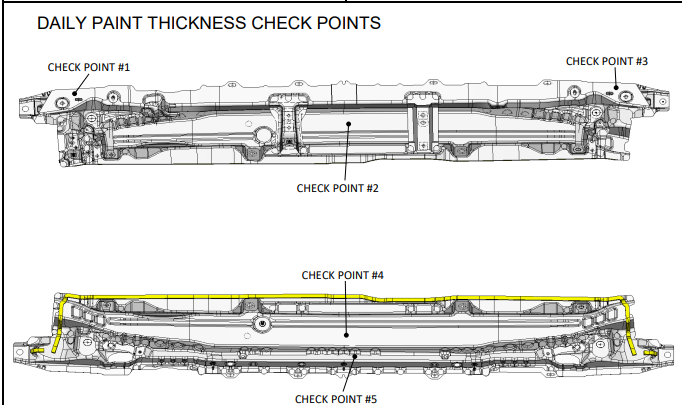 DAILY PAINT THICKNESS CHECK POINTS
CHECK POINT #1
CHECK POINT #3
CHECK POINT #2
CHECK POINT #4
CHECK POINT #5